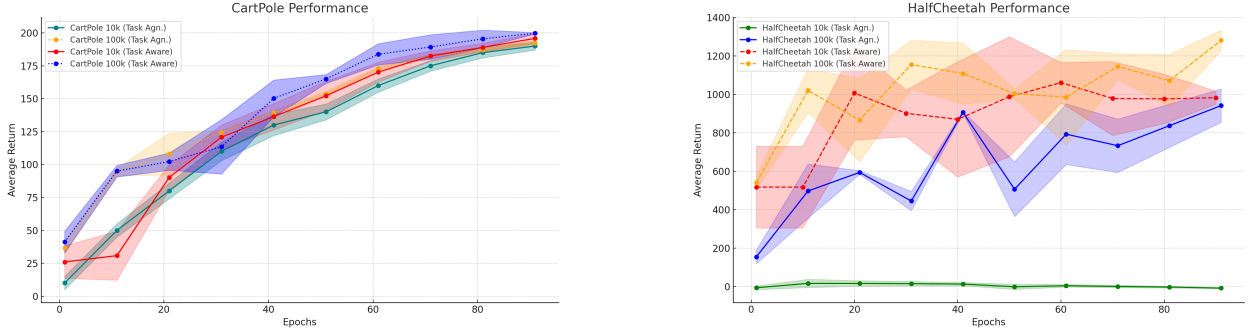 CartPole Performance
CartPole 10k (Task Agn.)
CartPole 100k (Task Agn.)
CartPole 10k (Task Aware)
CartPole 100k (Task Aware)
200
175
150
125
100
75
50
25
0
Average Return
0
20
40
60
80
Epochs
HalfCheetah Performance
HalfCheetah 10k (Task Agn.)
HalfCheetah 100k (Task Agn.)
HalfCheetah 10k (Task Aware)
HalfCheetah 100k (Task Aware)
1400
1200
1000
800
600
400
200
0
Average Return
0
20
40
60
80
Epochs